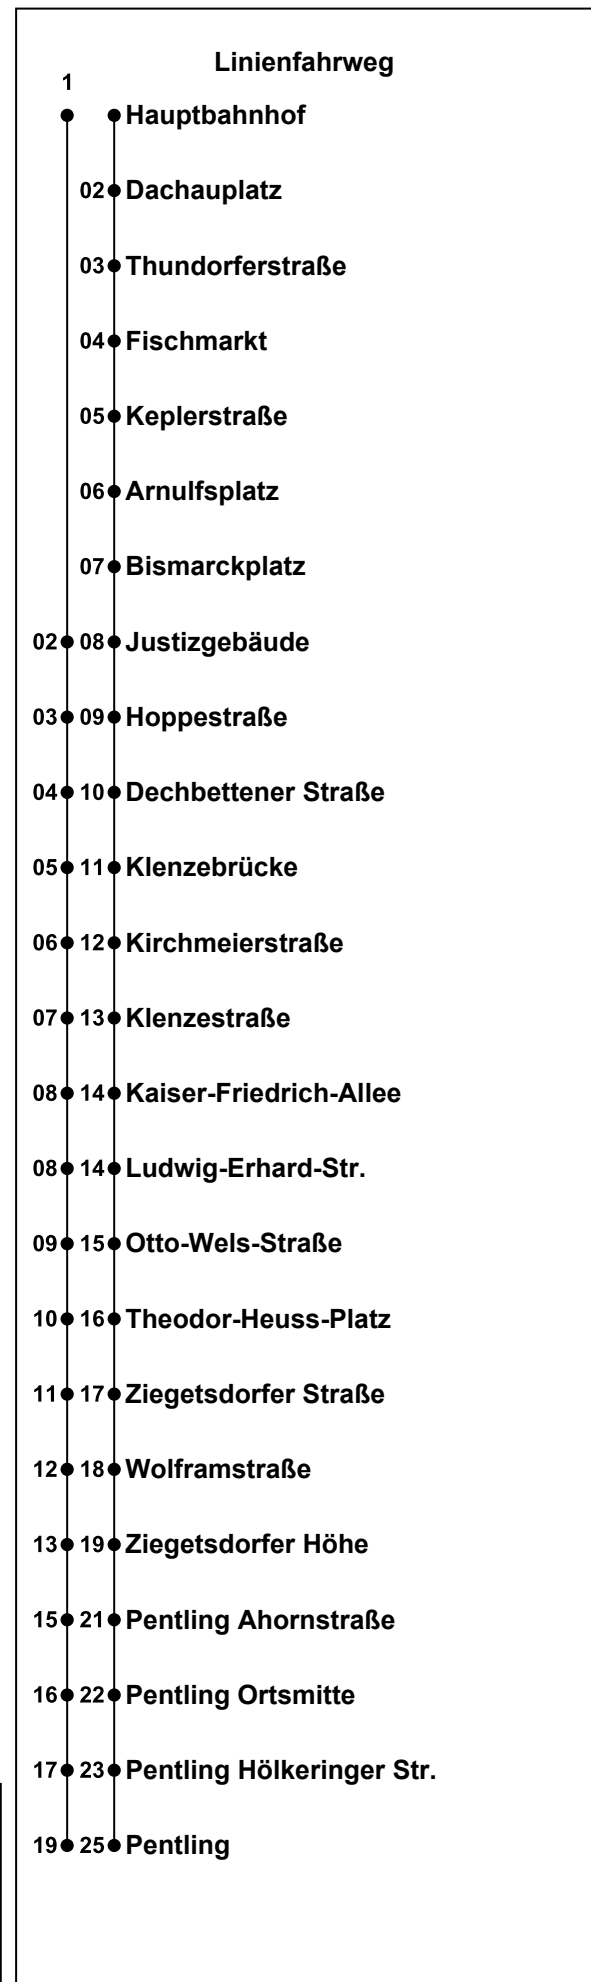 Linienfahrweg
1
Hauptbahnhof
02 Dachauplatz
03 Thundorferstraße
04 Fischmarkt
05 Keplerstraße
06 Arnulfsplatz
07 Bismarckplatz
02 08 Justizgebäude
03 09 Hoppestraße
04 10 Dechbettener Straße
05 11 Klenzebrücke
06 12 Kirchmeierstraße
07 13 Klenzestraße
08 14 Kaiser-Friedrich-Allee
08 14 Ludwig-Erhard-Str.
09 15 Otto-Wels-Straße
10 16 Theodor-Heuss-Platz
11 17 Ziegetsdorfer Straße
12 18 Wolframstraße
13 19 Ziegetsdorfer Höhe
15 21 Pentling Ahornstraße
16 22 Pentling Ortsmitte
17 23 Pentling Hölkeringer Str.
19 25 Pentling